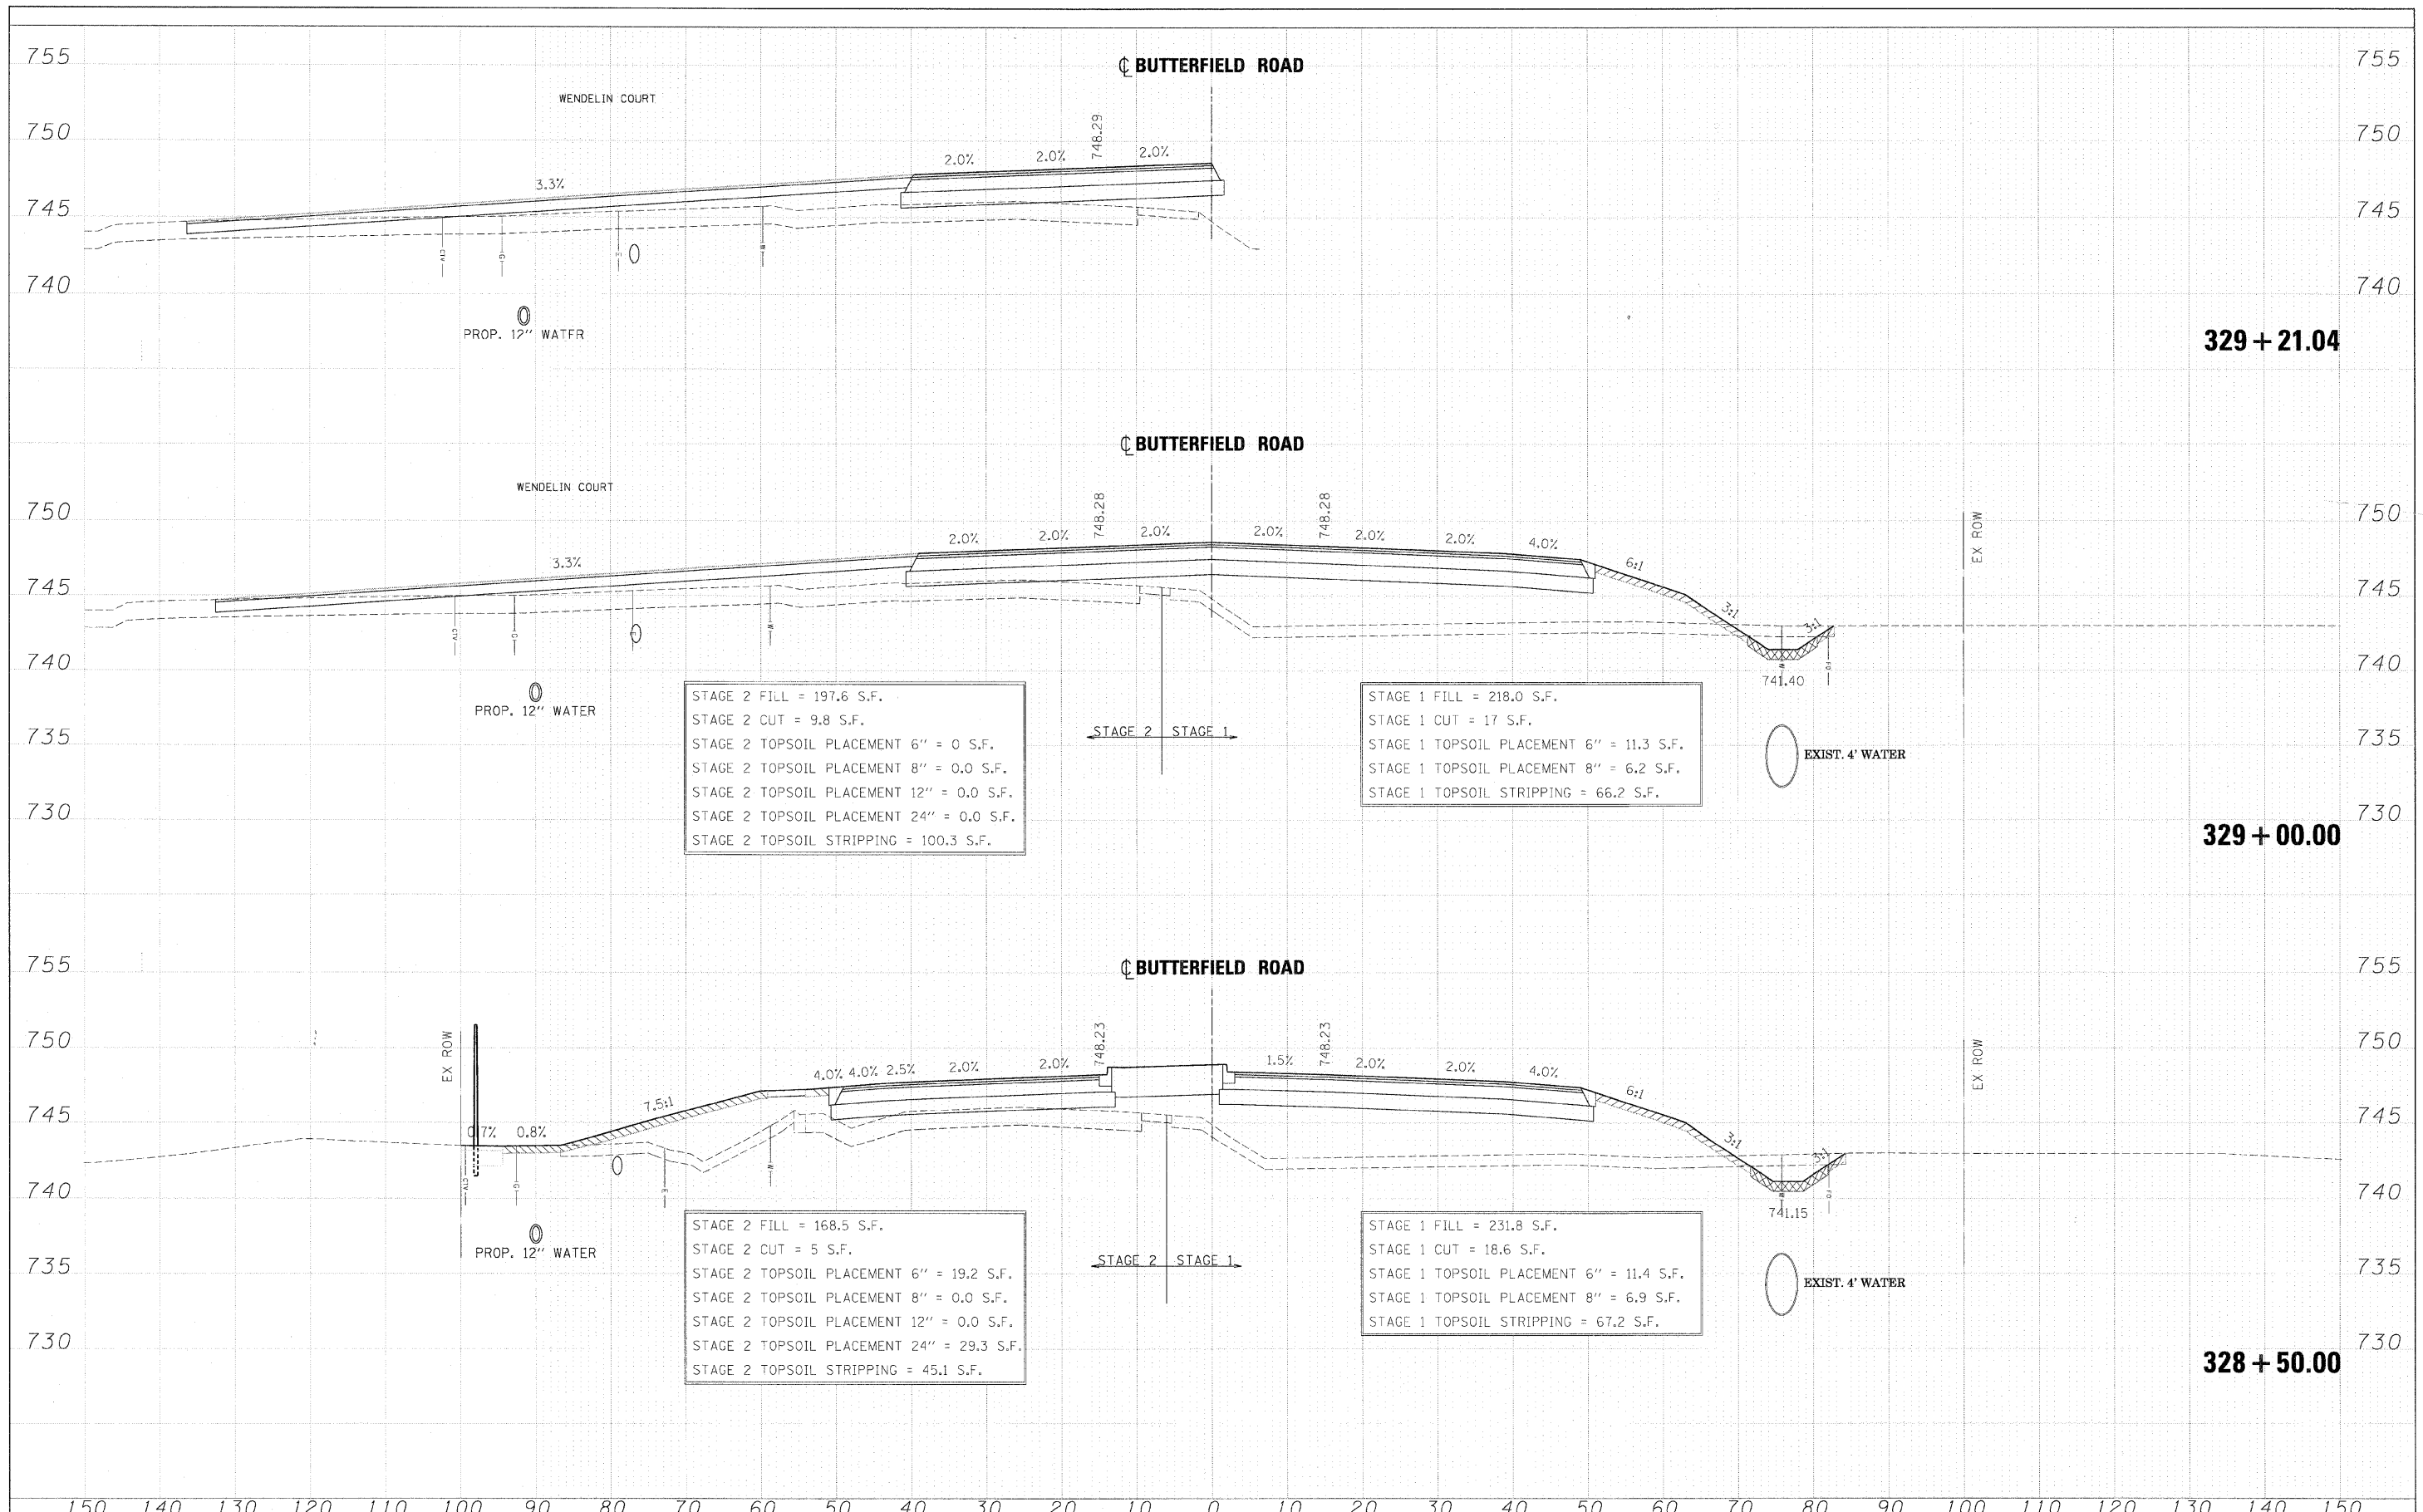 ℄ BUTTERFIELD ROAD
755 755
WENDELIN COURT
750 750
748.29
2.0% 2.0% 2.0%
3.3%
745 745
CTV G E W
740 740
PROP. 12" WATER
329+21.04
℄ BUTTERFIELD ROAD
WENDELIN COURT
750 750
748.28 748.28
EX ROW
2.0% 2.0% 2.0% 2.0% 2.0% 2.0% 4.0%
3.3% 6:1
745 745
3:1 3:1
CTV G E W W FO
740 740
741.40
PROP. 12" WATER
STAGE 2 FILL = 197.6 S.F.
STAGE 2 CUT = 9.8 S.F.
STAGE 2 TOPSOIL PLACEMENT 6" = 0 S.F.
STAGE 2 TOPSOIL PLACEMENT 8" = 0.0 S.F.
STAGE 2 TOPSOIL PLACEMENT 12" = 0.0 S.F.
STAGE 2 TOPSOIL PLACEMENT 24" = 0.0 S.F.
STAGE 2 TOPSOIL STRIPPING = 100.3 S.F.
STAGE 2 STAGE 1
STAGE 1 FILL = 218.0 S.F.
STAGE 1 CUT = 17 S.F.
STAGE 1 TOPSOIL PLACEMENT 6" = 11.3 S.F.
STAGE 1 TOPSOIL PLACEMENT 8" = 6.2 S.F.
STAGE 1 TOPSOIL STRIPPING = 66.2 S.F.
735 735
EXIST. 4' WATER
730 730
329+00.00
℄ BUTTERFIELD ROAD
755 755
750 750
EX ROW
748.23 748.23
EX ROW
4.0% 4.0% 2.5% 2.0% 2.0% 1.5% 2.0% 2.0% 4.0%
7.5:1 6:1
745 745
0.7% 0.8%
3:1 3:1
CTV G E W W FO
740 740
741.15
PROP. 12" WATER
STAGE 2 FILL = 168.5 S.F.
STAGE 2 CUT = 5 S.F.
STAGE 2 TOPSOIL PLACEMENT 6" = 19.2 S.F.
STAGE 2 TOPSOIL PLACEMENT 8" = 0.0 S.F.
STAGE 2 TOPSOIL PLACEMENT 12" = 0.0 S.F.
STAGE 2 TOPSOIL PLACEMENT 24" = 29.3 S.F.
STAGE 2 TOPSOIL STRIPPING = 45.1 S.F.
STAGE 2 STAGE 1
STAGE 1 FILL = 231.8 S.F.
STAGE 1 CUT = 18.6 S.F.
STAGE 1 TOPSOIL PLACEMENT 6" = 11.4 S.F.
STAGE 1 TOPSOIL PLACEMENT 8" = 6.9 S.F.
STAGE 1 TOPSOIL STRIPPING = 67.2 S.F.
735 735
EXIST. 4' WATER
730 730
328+50.00
150 140 130 120 110 100 90 80 70 60 50 40 30 20 10 0 10 20 30 40 50 60 70 80 90 100 110 120 130 140 150